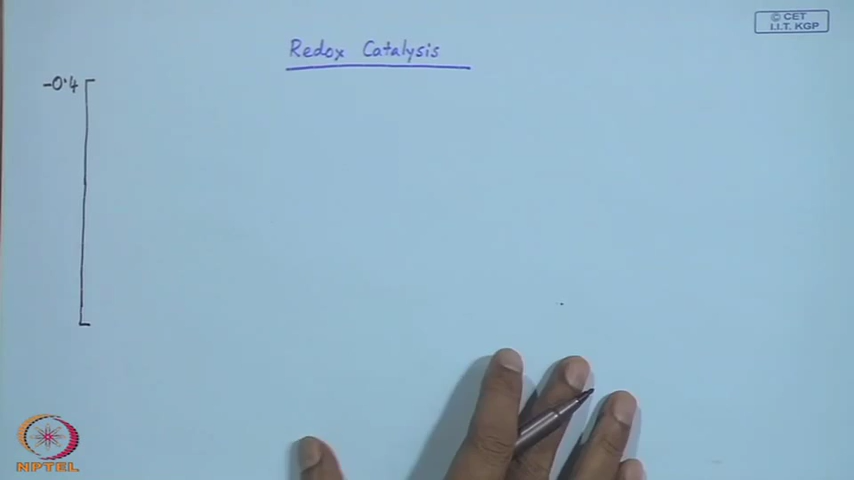 © CET
I.I.T. KGP
Redox Catalysis
-0.4
NPTEL